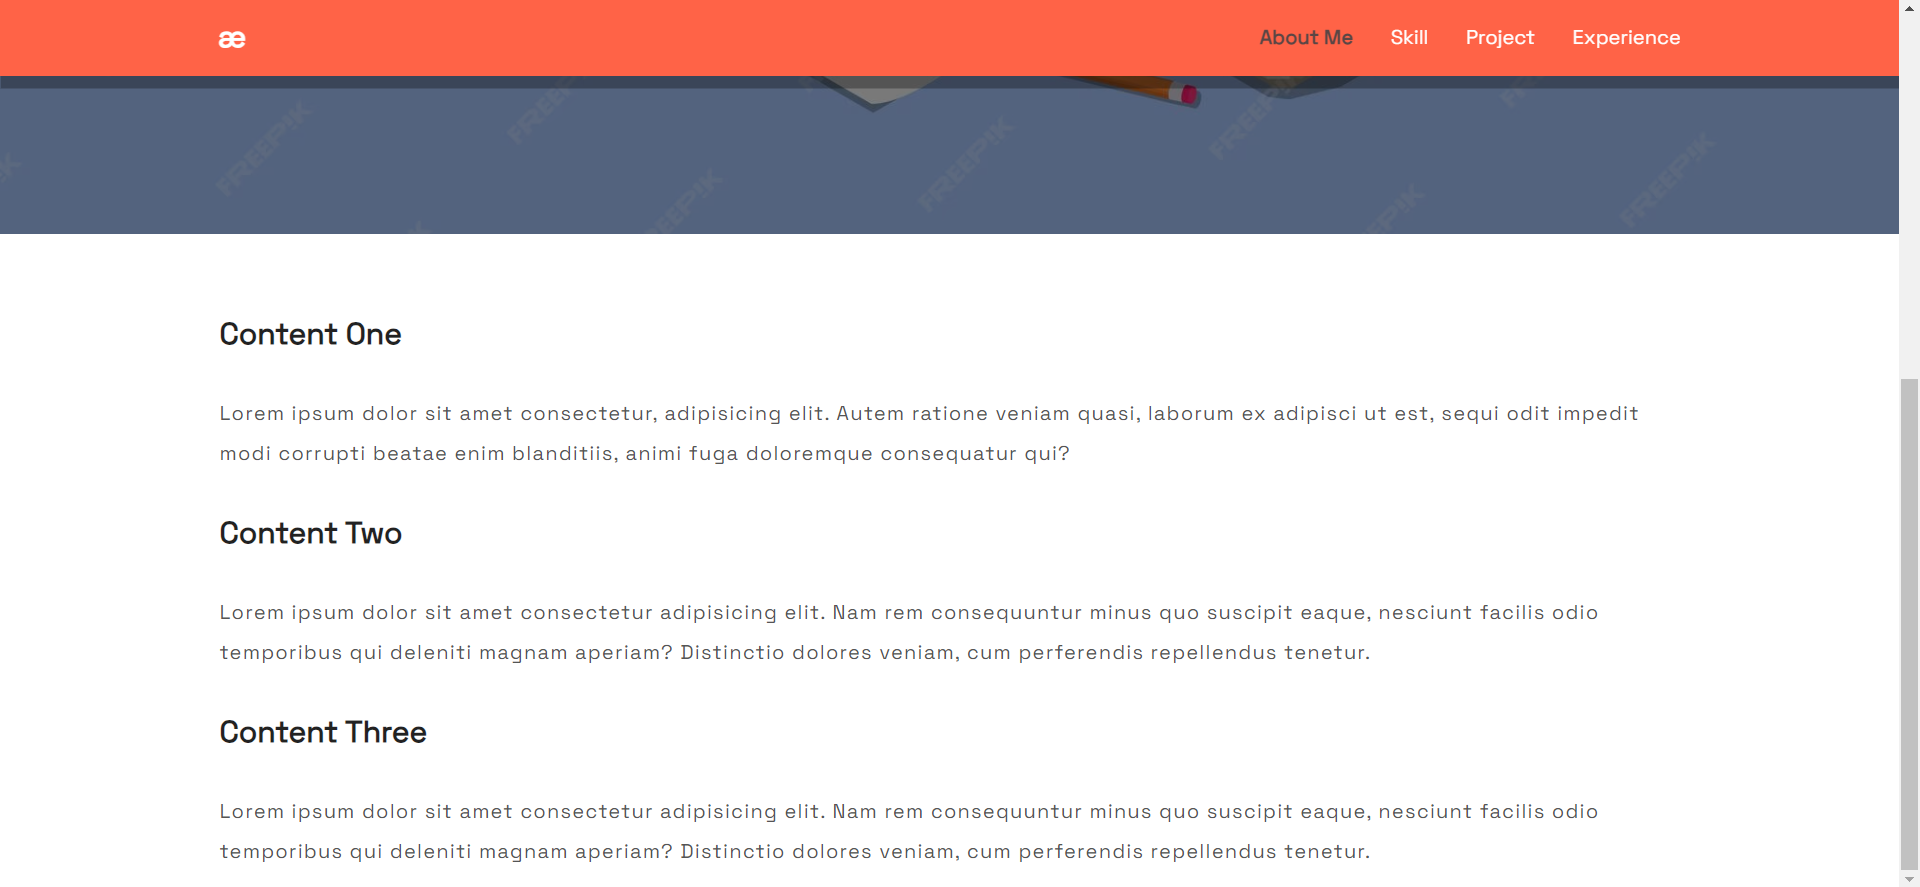 æ
About Me Skill Project Experience
FREEPIK FREEPIK FREEPIK FREEPIK FREEPIK FREEPIK FREEPIK
Content One
Lorem ipsum dolor sit amet consectetur, adipisicing elit. Autem ratione veniam quasi, laborum ex adipisci ut est, sequi odit impedit
modi corrupti beatae enim blanditiis, animi fuga doloremque consequatur qui?
Content Two
Lorem ipsum dolor sit amet consectetur adipisicing elit. Nam rem consequuntur minus quo suscipit eaque, nesciunt facilis odio
temporibus qui deleniti magnam aperiam? Distinctio dolores veniam, cum perferendis repellendus tenetur.
Content Three
Lorem ipsum dolor sit amet consectetur adipisicing elit. Nam rem consequuntur minus quo suscipit eaque, nesciunt facilis odio
temporibus qui deleniti magnam aperiam? Distinctio dolores veniam, cum perferendis repellendus tenetur.